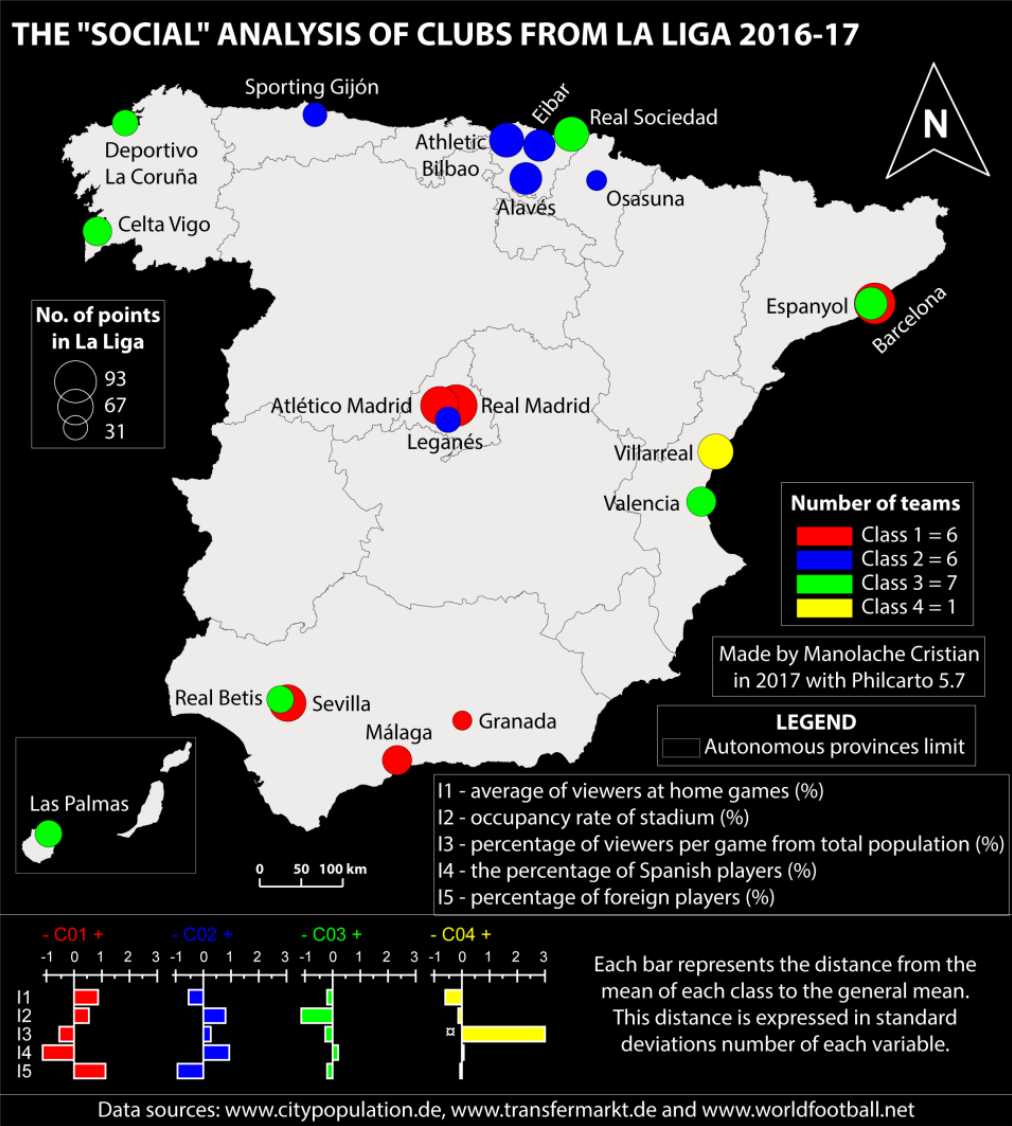 THE "SOCIAL" ANALYSIS OF CLUBS FROM LA LIGA 2016-17
N
Sporting Gijón
Eibar
Real Sociedad
Athletic
Bilbao
Deportivo
La Coruña
Alavés
Osasuna
Celta Vigo
No. of points
in La Liga
93
67
31
Espanyol
Barcelona
Atlético Madrid
Real Madrid
Leganés
Villarreal
Valencia
Number of teams
Class 1 = 6
Class 2 = 6
Class 3 = 7
Class 4 = 1
Made by Manolache Cristian
in 2017 with Philcarto 5.7
LEGEND
Autonomous provinces limit
Real Betis
Sevilla
Málaga
Granada
Las Palmas
0 50 100 km
I1 - average of viewers at home games (%)
I2 - occupancy rate of stadium (%)
I3 - percentage of viewers per game from total population (%)
I4 - the percentage of Spanish players (%)
I5 - percentage of foreign players (%)
- C01 + - C02 + - C03 + - C04 +
-1 0 1 2 3 -1 0 1 2 3 -1 0 1 2 3 -1 0 1 2 3
I1
I2
I3 ¤
I4
I5
Each bar represents the distance from the
mean of each class to the general mean.
This distance is expressed in standard
deviations number of each variable.
Data sources: www.citypopulation.de, www.transfermarkt.de and www.worldfootball.net